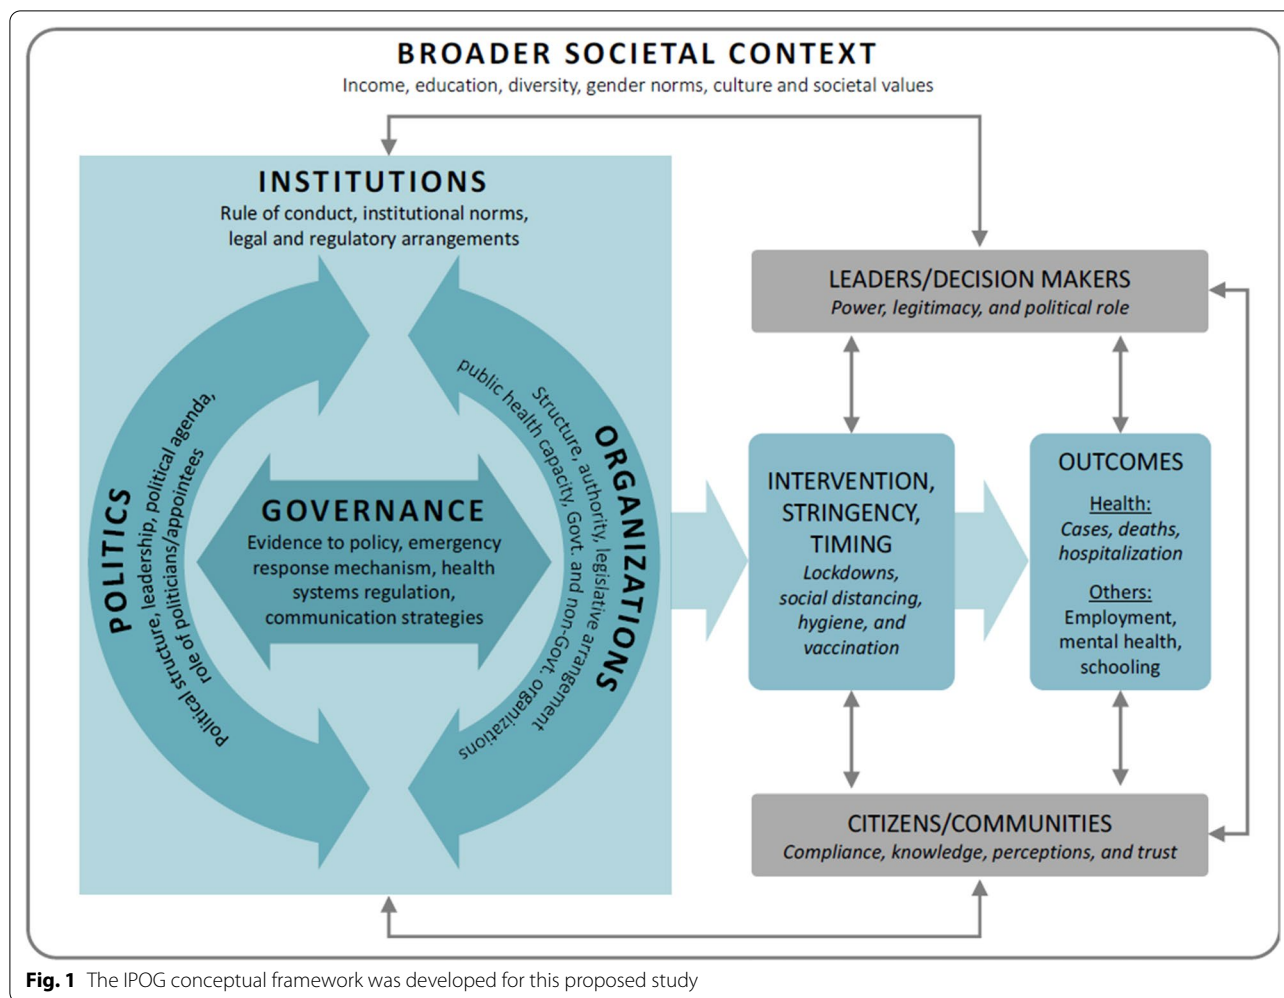 BROADER SOCIETAL CONTEXT
Income, education, diversity, gender norms, culture and societal values
INSTITUTIONS
Rule of conduct, institutional norms,
legal and regulatory arrangements
POLITICS
Political structure, leadership, political agenda,
role of politicians/appointees
GOVERNANCE
Evidence to policy, emergency
response mechanism, health
systems regulation,
communication strategies
ORGANIZATIONS
Structure, authority, legislative arrangement
public health capacity, Govt. and non-Govt. organizations
LEADERS/DECISION MAKERS
Power, legitimacy, and political role
INTERVENTION,
STRINGENCY,
TIMING
Lockdowns,
social distancing,
hygiene, and
vaccination
OUTCOMES
Health:
Cases, deaths,
hospitalization
Others:
Employment,
mental health,
schooling
CITIZENS/COMMUNITIES
Compliance, knowledge, perceptions, and trust
Fig. 1 The IPOG conceptual framework was developed for this proposed study